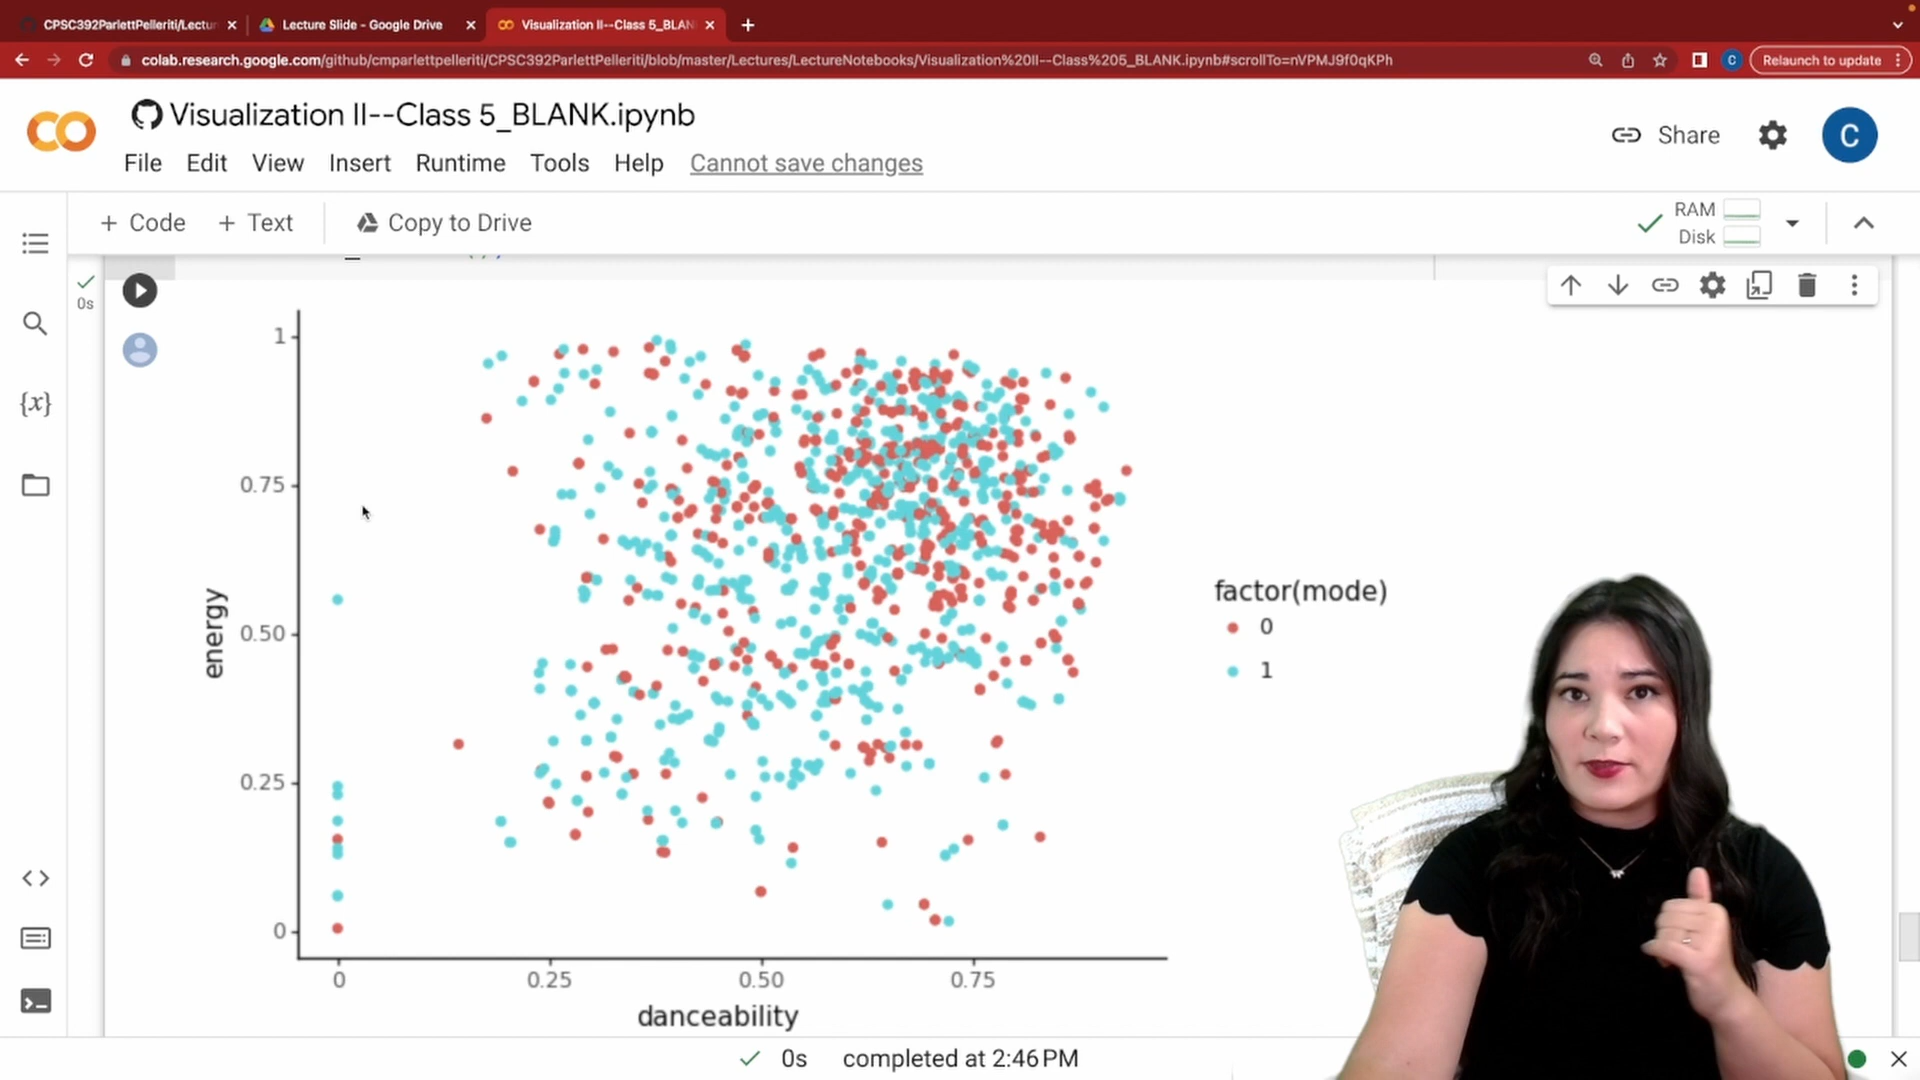 CPSC392ParlettPelleriti/Lectur
Lecture Slide - Google Drive
Visualization II--Class 5_BLAN
colab.research.google.com/github/cmparlettpelleriti/CPSC392ParlettPelleriti/blob/master/Lectures/LectureNotebooks/Visualization%20II--Class%205_BLANK.ipynb#scrollTo=nVPMJ9f0qKPh
C
Relaunch to update
Visualization II--Class 5_BLANK.ipynb
File Edit View Insert Runtime Tools Help Cannot save changes
Share
C
+ Code + Text
Copy to Drive
RAM
Disk
0s
{x}
1
0.75
0.50
0.25
0
energy
0 0.25 0.50 0.75
danceability
factor(mode)
0
1
0s completed at 2:46 PM